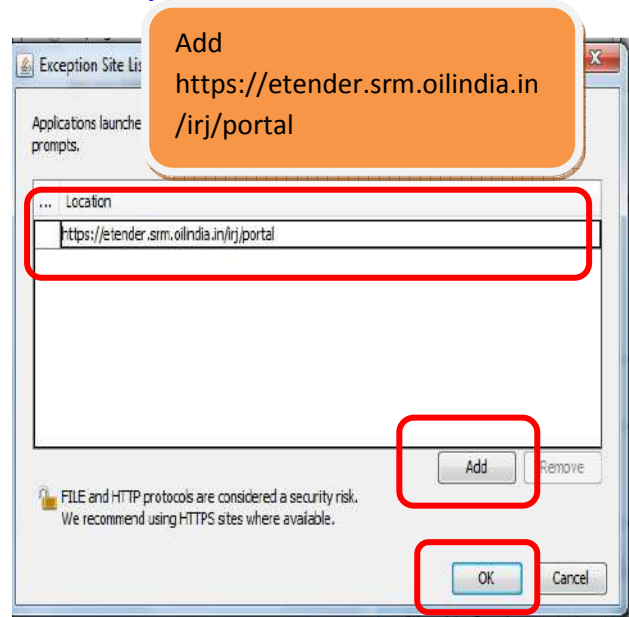 Add
https://etender.srm.oilindia.in
/irj/portal
Exception Site Lis
X
Applications launche
prompts.
... Location
https://etender.srm.oilindia.in/irj/portal
Add Remove
FILE and HTTP protocols are considered a security risk.
We recommend using HTTPS sites where available.
OK Cancel